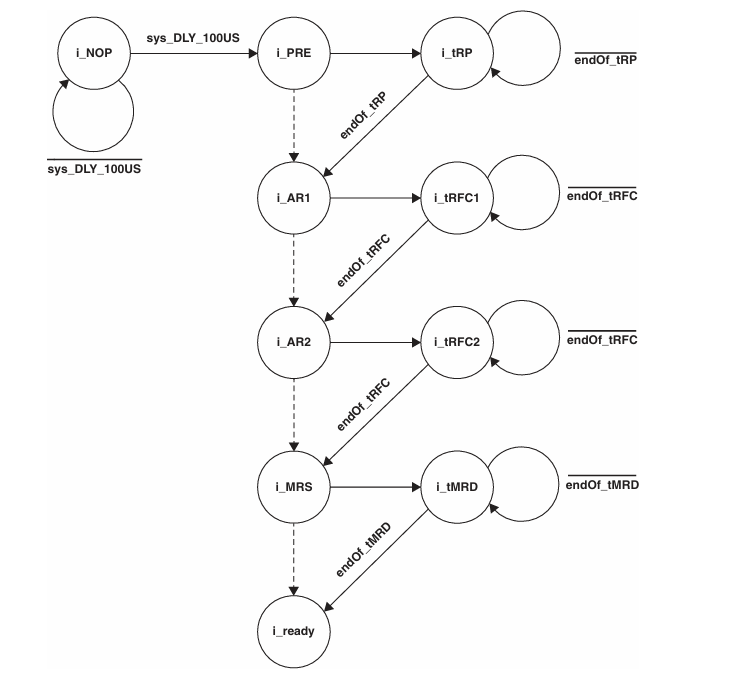 sys_DLY_100US
i_NOP
i_PRE
i_tRP
endOf_tRP
endOf_tRP
sys_DLY_100US
i_AR1
i_tRFC1
endOf_tRFC
endOf_tRFC
i_AR2
i_tRFC2
endOf_tRFC
endOf_tRFC
i_MRS
i_tMRD
endOf_tMRD
endOf_tMRD
i_ready